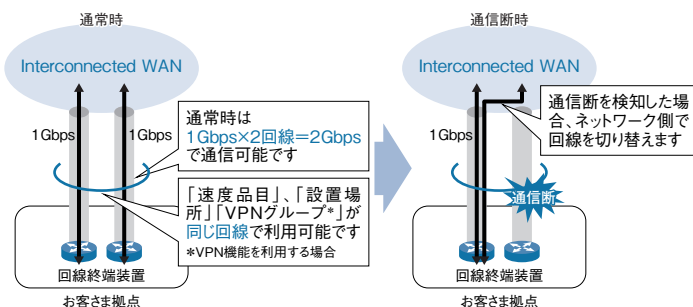 通常時
Interconnected WAN
1Gbps
1Gbps
通常時は
1Gbps×2回線＝2Gbps
で通信可能です
「速度品目」、「設置場
所」「VPNグループ*」が
同じ回線で利用可能です
*VPN機能を利用する場合
回線終端装置
お客さま拠点
通信断時
Interconnected WAN
1Gbps
通信断を検知した場
合、ネットワーク側で
回線を切り替えます
通信断
回線終端装置
お客さま拠点